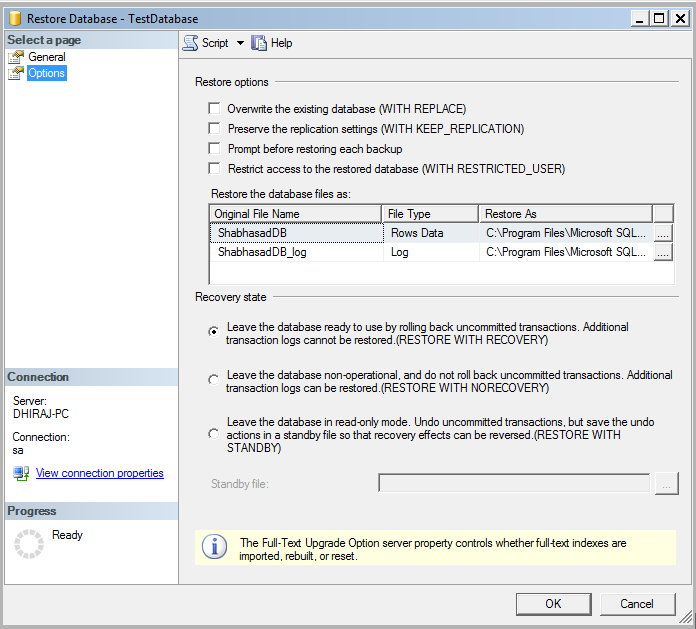 Restore Database - TestDatabase
Select a page
General
Options
Script
Help
Restore options
Overwrite the existing database (WITH REPLACE)
Preserve the replication settings (WITH KEEP_REPLICATION)
Prompt before restoring each backup
Restrict access to the restored database (WITH RESTRICTED_USER)
Restore the database files as:
Original File Name File Type Restore As
ShabhasadDB Rows Data C:\Program Files\Microsoft SQL... ....
ShabhasadDB_log Log C:\Program Files\Microsoft SQL... ....
Recovery state
Leave the database ready to use by rolling back uncommitted transactions. Additional
transaction logs cannot be restored.(RESTORE WITH RECOVERY)
Leave the database non-operational, and do not roll back uncommitted transactions. Additional
transaction logs can be restored.(RESTORE WITH NORECOVERY)
Leave the database in read-only mode. Undo uncommitted transactions, but save the undo
actions in a standby file so that recovery effects can be reversed.(RESTORE WITH
STANDBY)
Standby file:
...
Connection
Server:
DHIRAJ-PC
Connection:
sa
View connection properties
Progress
Ready
The Full-Text Upgrade Option server property controls whether full-text indexes are
imported, rebuilt, or reset.
OK
Cancel